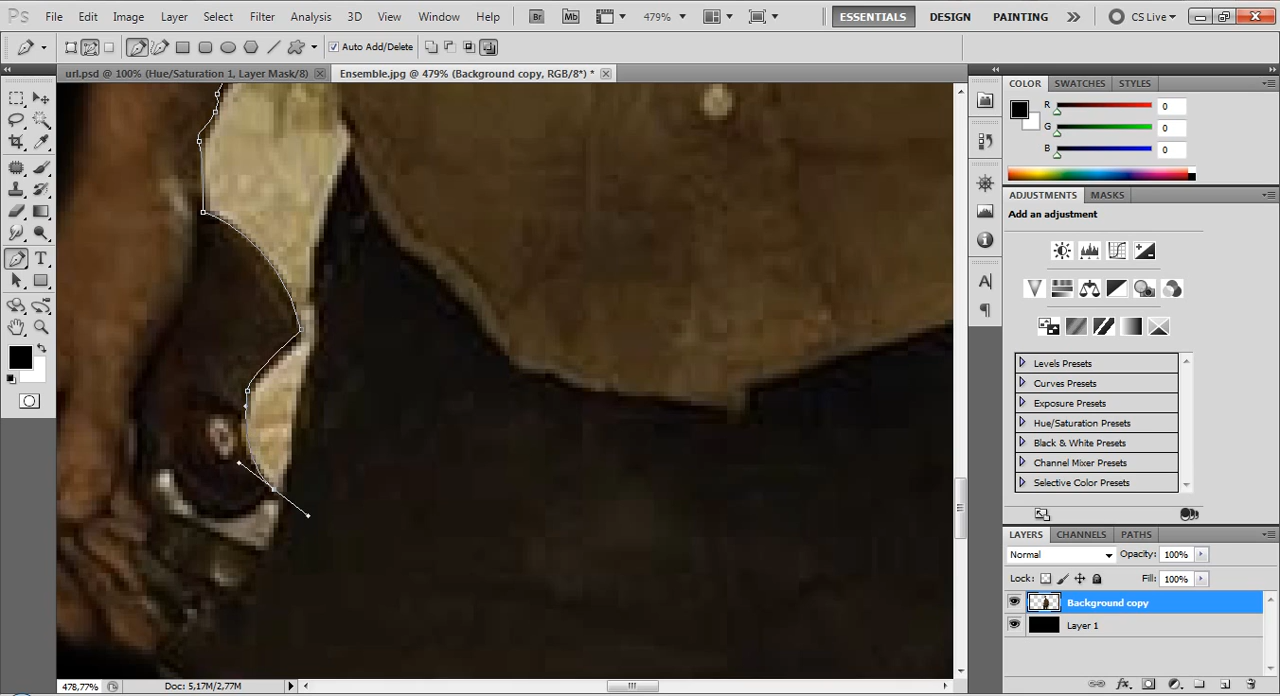 Ps File Edit Image Layer Select Filter Analysis 3D View Window Help Br Mb 479% ESSENTIALS DESIGN PAINTING CS Live
Auto Add/Delete
url.psd @ 100% (Hue/Saturation 1, Layer Mask/8) Ensemble.jpg @ 479% (Background copy, RGB/8*) *
COLOR SWATCHES STYLES
R 0
G 0
B 0
ADJUSTMENTS MASKS
Add an adjustment
Levels Presets
Curves Presets
Exposure Presets
Hue/Saturation Presets
Black & White Presets
Channel Mixer Presets
Selective Color Presets
LAYERS CHANNELS PATHS
Normal Opacity: 100%
Lock: Fill: 100%
Background copy
Layer 1
478,77% Doc: 5,17M/2,77M